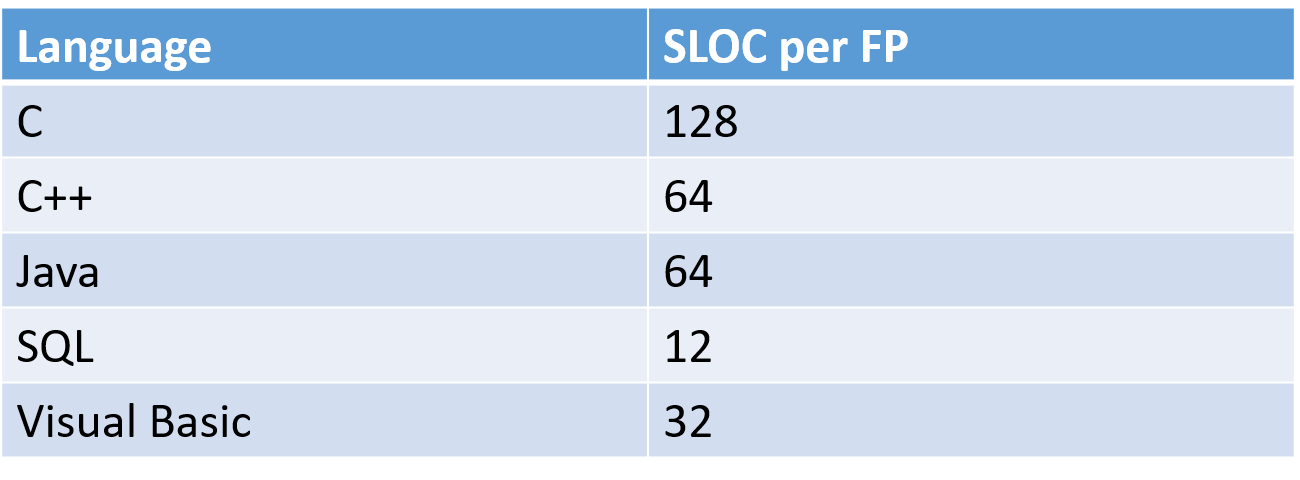 Language SLOC per FP
C 128
C++ 64
Java 64
SQL 12
Visual Basic 32